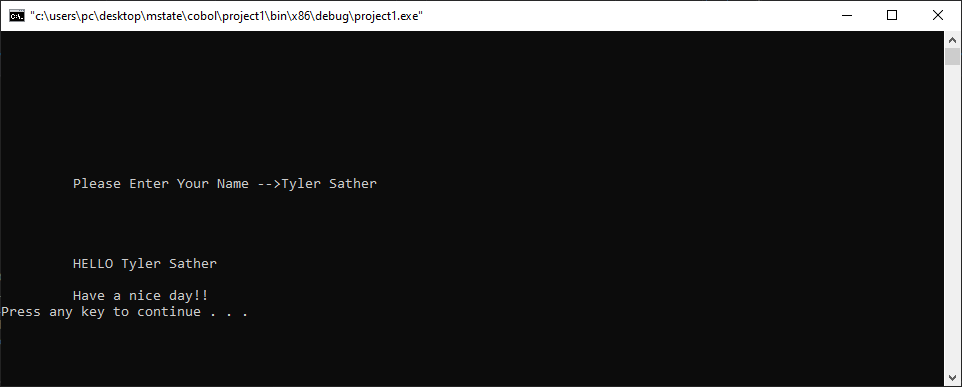 "c:\users\pc\desktop\mstate\cobol\project1\bin\x86\debug\project1.exe"
Please Enter Your Name -->Tyler Sather
HELLO Tyler Sather
Have a nice day!!
Press any key to continue . . .